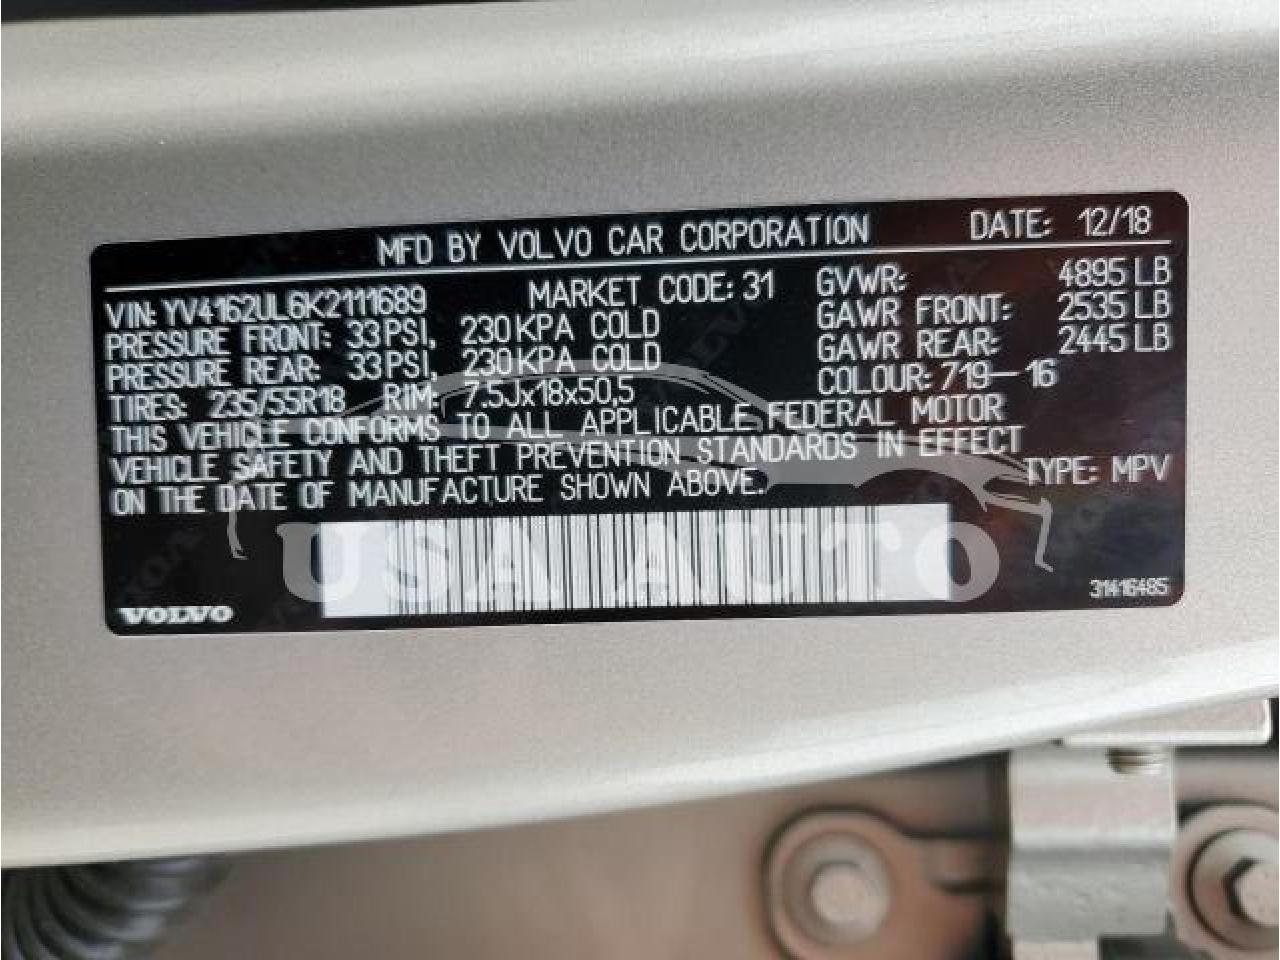 MFD BY VOLVO CAR CORPORATION DATE: 12/18
VIN: YV4162UL6K2111689 MARKET CODE: 31 GVWR: 4895 LB
PRESSURE FRONT: 33 PSI, 230 KPA COLD GAWR FRONT: 2535 LB
PRESSURE REAR: 33 PSI, 230 KPA COLD GAWR REAR: 2445 LB
TIRES: 235/55R18 RIM: 7.5Jx18x50,5 COLOUR: 719-16
THIS VEHICLE CONFORMS TO ALL APPLICABLE FEDERAL MOTOR
VEHICLE SAFETY AND THEFT PREVENTION STANDARDS IN EFFECT
ON THE DATE OF MANUFACTURE SHOWN ABOVE. TYPE: MPV
USA AUTO
VOLVO 31416485